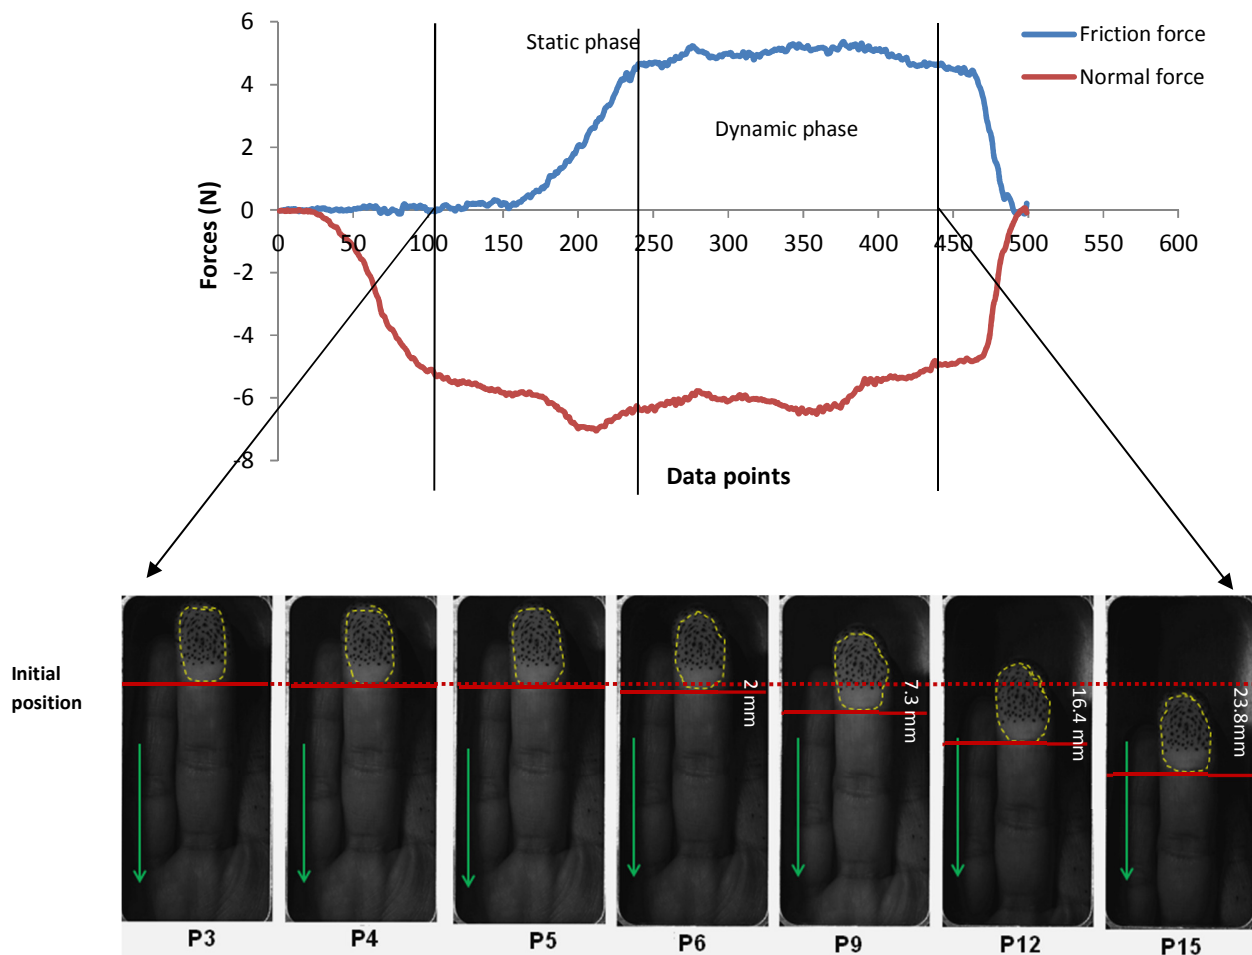 6
Static phase
Friction force
Normal force
4
Dynamic phase
2
Forces (N)
0
0 50 100 150 200 250 300 350 400 450 500 550 600
-2
-4
-6
-8
Data points
Initial
position
2 mm
7.3 mm
16.4 mm
23.8mm
P3 P4 P5 P6 P9 P12 P15